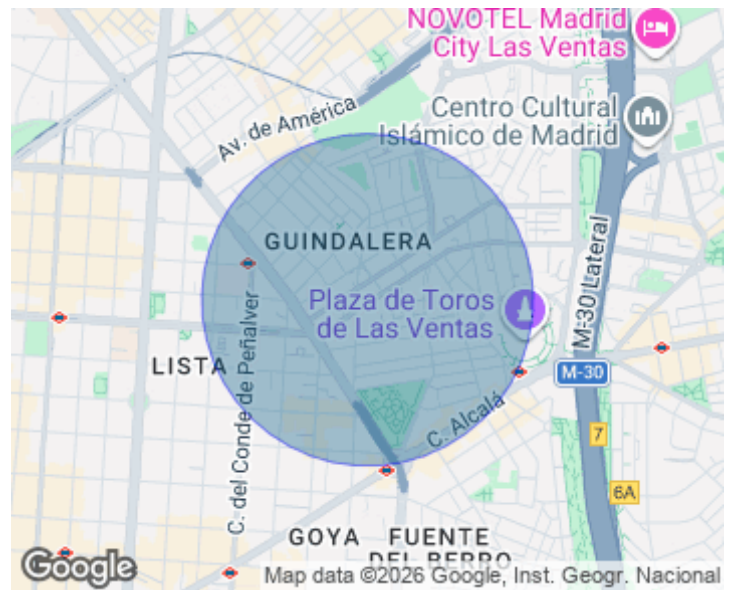 NOVOTEL Madrid
City Las Ventas
Av. de América
Centro Cultural
Islámico de Madrid
GUINDALERA
M-30 Lateral
Plaza de Toros
de Las Ventas
C. del Conde de Peñalver
LISTA
M-30
C. Alcalá
7
6A
GOYA
FUENTE
DEL BERRO
Google
Map data ©2026 Google, Inst. Geogr. Nacional